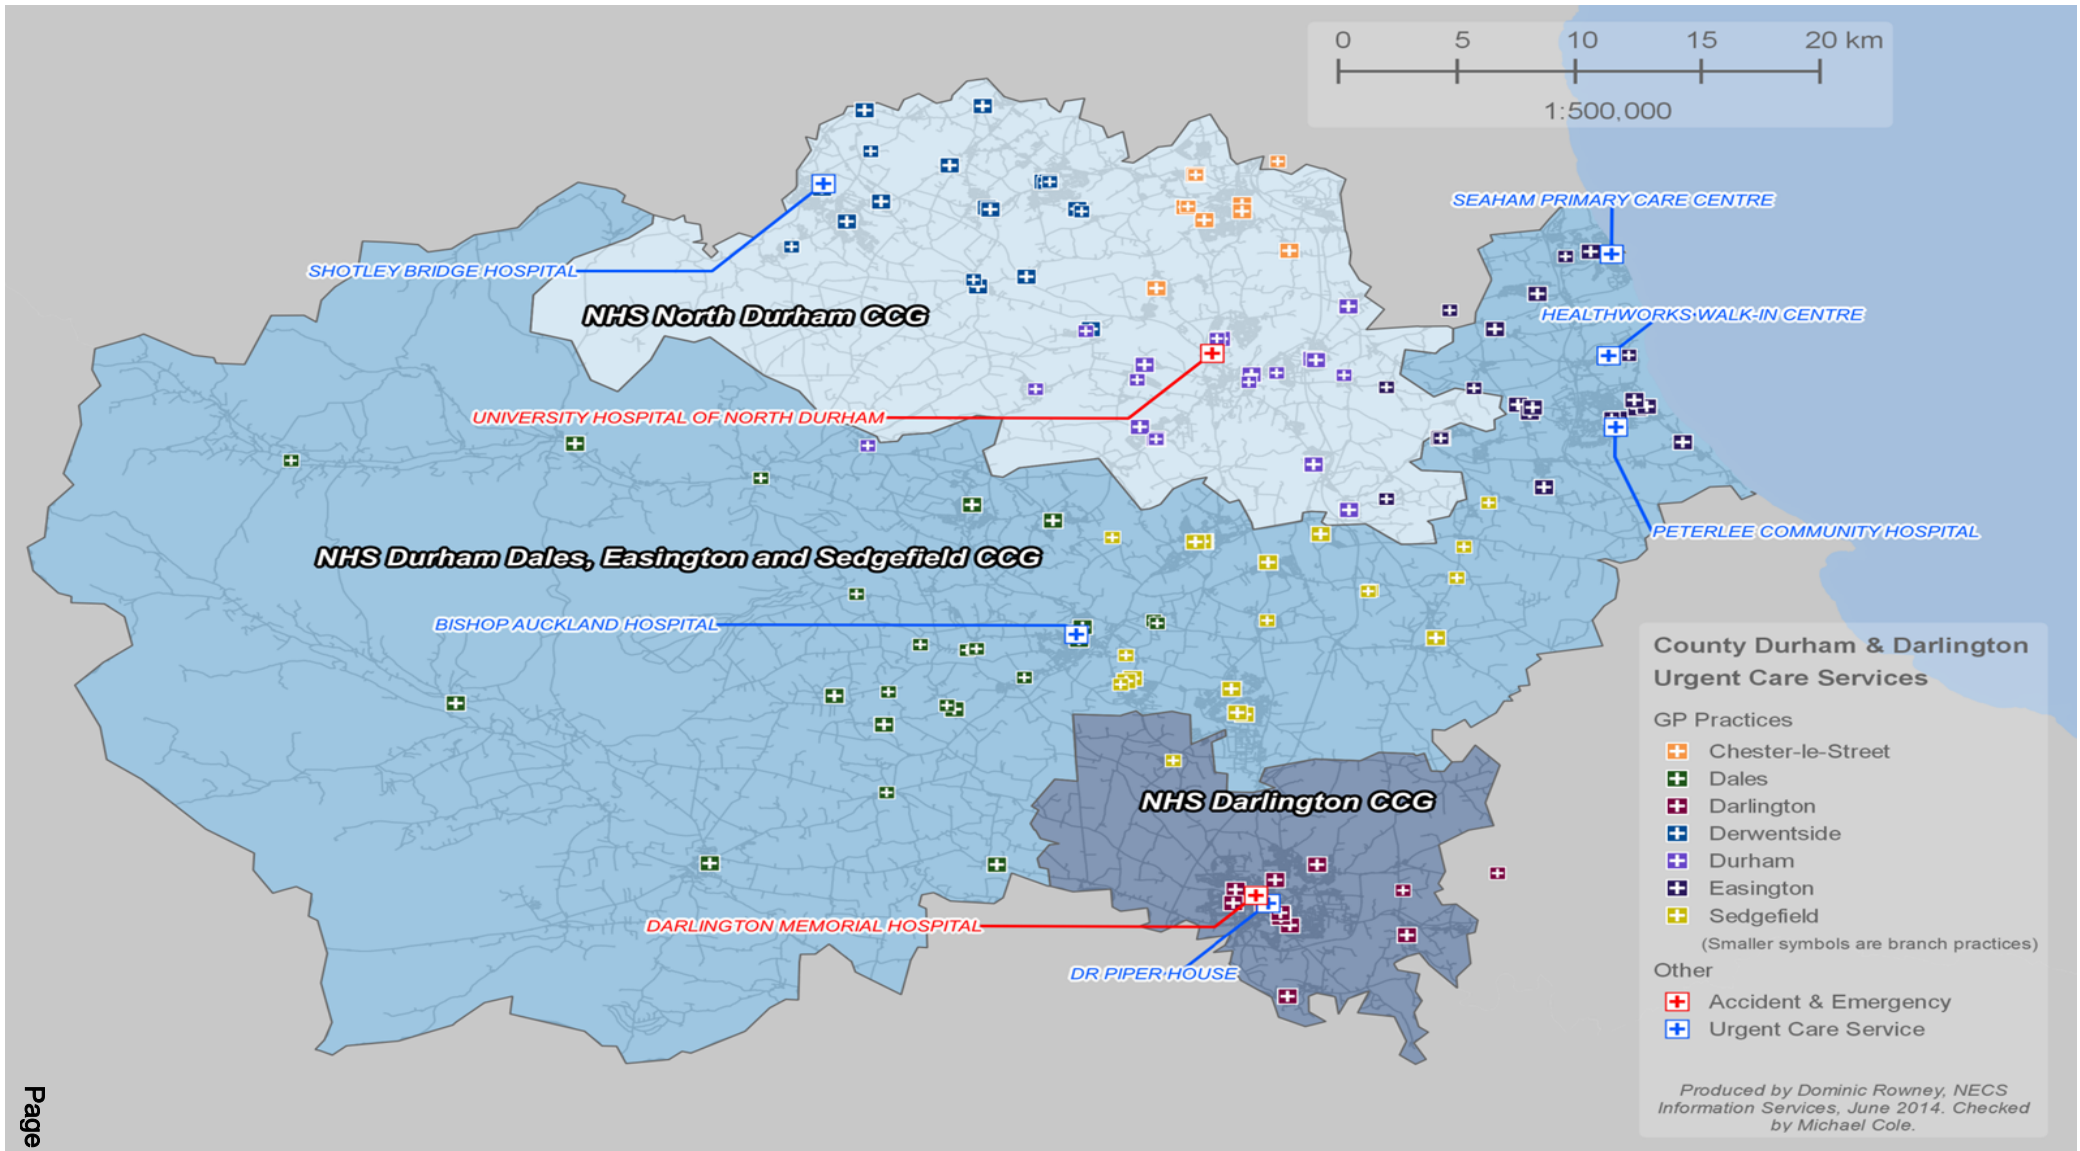 0 5 10 15 20 km
1:500,000
SEAHAM PRIMARY CARE CENTRE
SHOTLEY BRIDGE HOSPITAL
NHS North Durham CCG
HEALTHWORKS WALK-IN CENTRE
UNIVERSITY HOSPITAL OF NORTH DURHAM
PETERLEE COMMUNITY HOSPITAL
NHS Durham Dales, Easington and Sedgefield CCG
BISHOP AUCKLAND HOSPITAL
NHS Darlington CCG
DARLINGTON MEMORIAL HOSPITAL
DR PIPER HOUSE
County Durham & Darlington
Urgent Care Services
GP Practices
Chester-le-Street
Dales
Darlington
Derwentside
Durham
Easington
Sedgefield
(Smaller symbols are branch practices)
Other
Accident & Emergency
Urgent Care Service
Produced by Dominic Rowney, NECS
Information Services, June 2014. Checked
by Michael Cole.
Page